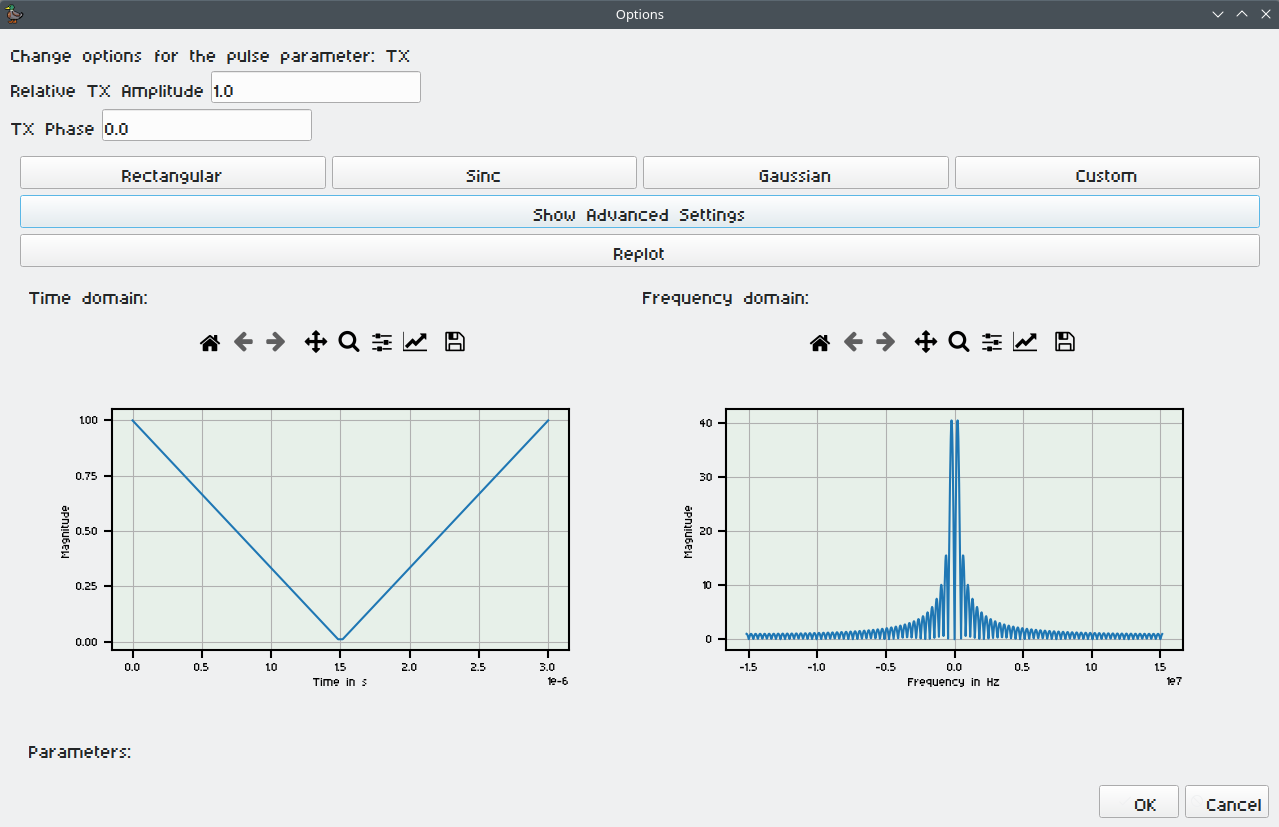 Options
Change options for the pulse parameter: TX
Relative TX Amplitude 1.0
TX Phase 0.0
Rectangular Sinc Gaussian Custom
Show Advanced Settings
Replot
Time domain: Frequency domain:
1.00
0.75
0.50
0.25
0.00
Magnitude
0.0 0.5 1.0 1.5 2.0 2.5 3.0
Time in s
1e-6
40
30
20
10
0
Magnitude
-1.5 -1.0 -0.5 0.0 0.5 1.0 1.5
Frequency in Hz
1e7
Parameters:
OK Cancel